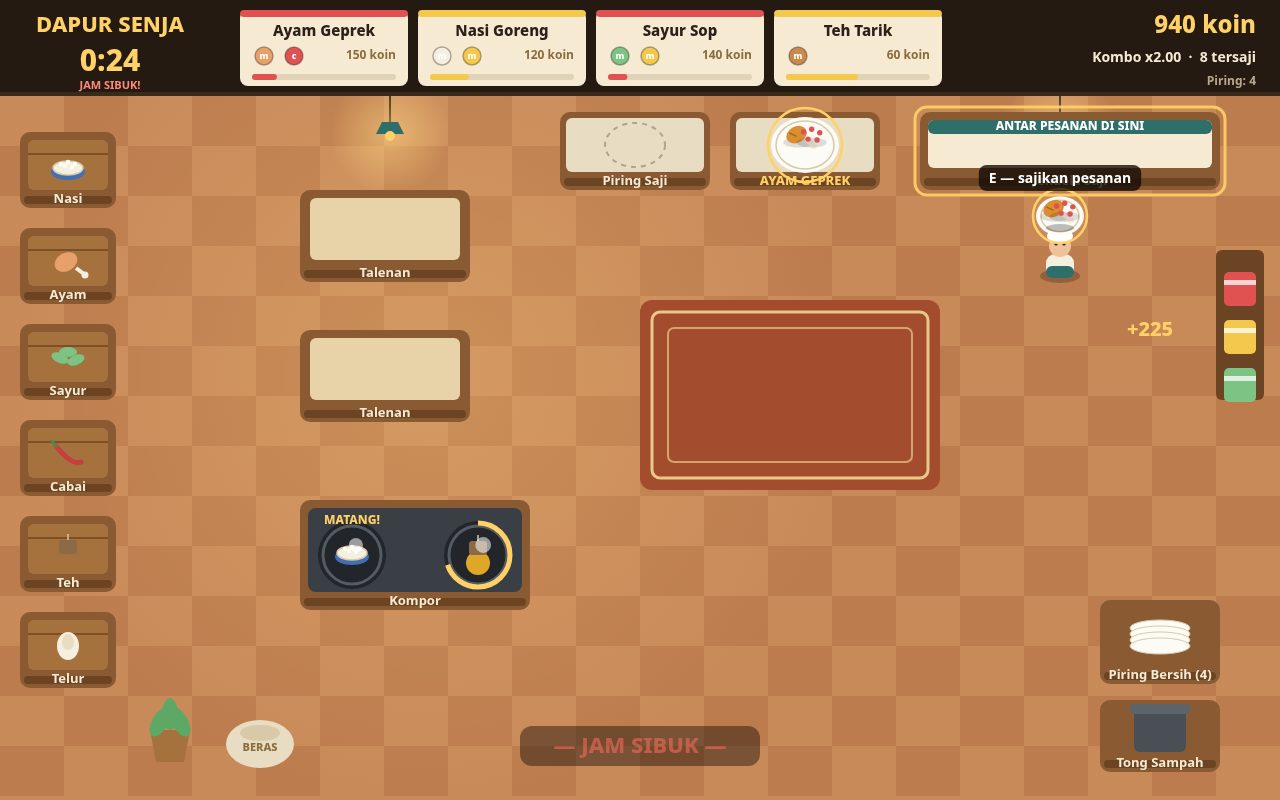 DAPUR SENJA
0:24
JAM SIBUK!
Ayam Geprek
m c 150 koin
Nasi Goreng
m m 120 koin
Sayur Sop
m m 140 koin
Teh Tarik
m 60 koin
940 koin
Kombo x2.00 · 8 tersaji
Piring: 4
Nasi
Ayam
Sayur
Cabai
Teh
Telur
Talenan
Talenan
MATANG!
Kompor
Piring Saji
AYAM GEPREK
ANTAR PESANAN DI SINI
E — sajikan pesanan
+225
BERAS
— JAM SIBUK —
Piring Bersih (4)
Tong Sampah